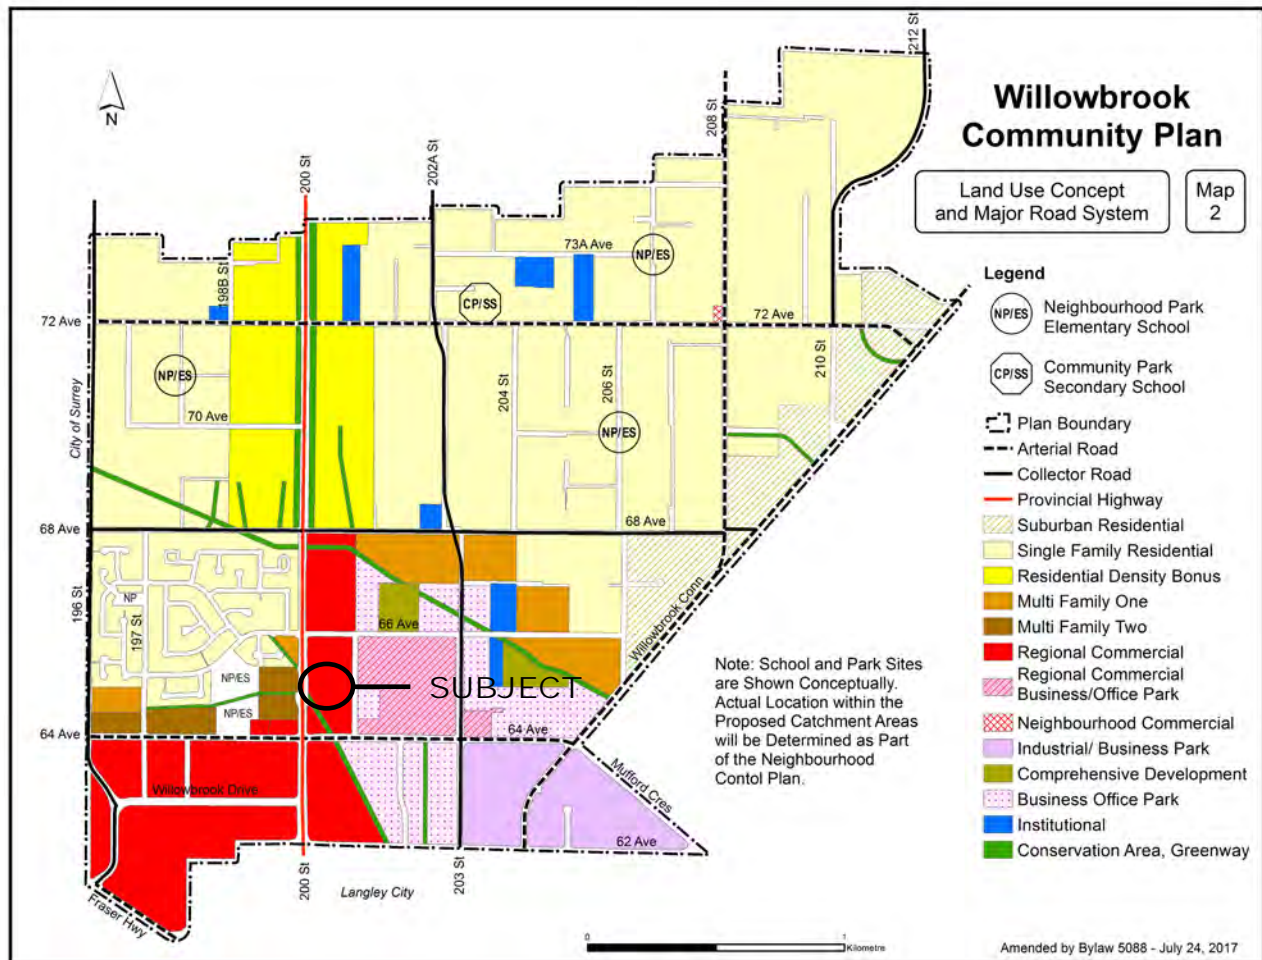 Willowbrook
Community Plan
Land Use Concept
and Major Road System
Map
2
Legend
NP/ES
Neighbourhood Park
Elementary School
CP/SS
Community Park
Secondary School
Plan Boundary
Arterial Road
Collector Road
Provincial Highway
Suburban Residential
Single Family Residential
Residential Density Bonus
Multi Family One
Multi Family Two
Regional Commercial
Regional Commercial
Business/Office Park
Neighbourhood Commercial
Industrial/ Business Park
Comprehensive Development
Business Office Park
Institutional
Conservation Area, Greenway
Note: School and Park Sites
are Shown Conceptually.
Actual Location within the
Proposed Catchment Areas
will be Determined as Part
of the Neighbourhood
Contol Plan.
N
200 St
202A St
208 St
212 St
198B St
73A Ave
NP/ES
CP/SS
72 Ave
72 Ave
City of Surrey
NP/ES
70 Ave
204 St
206 St
NP/ES
210 St
68 Ave
68 Ave
196 St
NP
197 St
66 Ave
Willowbrook Conn
NP/ES
NP/ES
SUBJECT
64 Ave
64 Ave
Mufford Cres
Willowbrook Drive
62 Ave
200 St
203 St
Langley City
Fraser Hwy
0
1
Kilometre
Amended by Bylaw 5088 - July 24, 2017